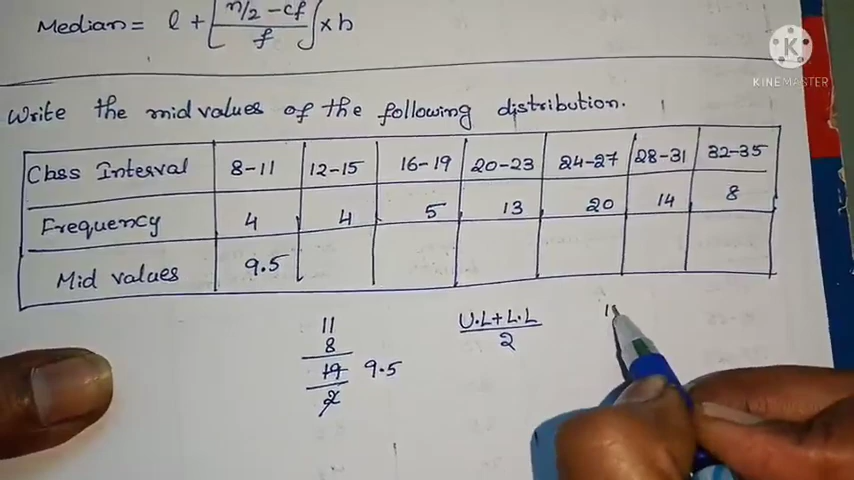 Median = l + [n/2 - cf / f] × h
K
KINEMASTER
Write the mid values of the following distribution.
Class Interval 8-11 12-15 16-19 20-23 24-27 28-31 32-35
Frequency 4 4 5 13 20 14 8
Mid values 9.5
11
8
19 9.5
2
U.L+L.L
2
1